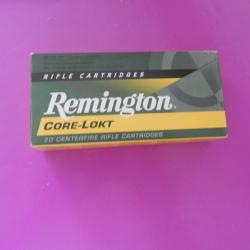 RIFLE CARTRIDGES
Remington
CORE-LOKT
20 CENTERFIRE RIFLE CARTRIDGES